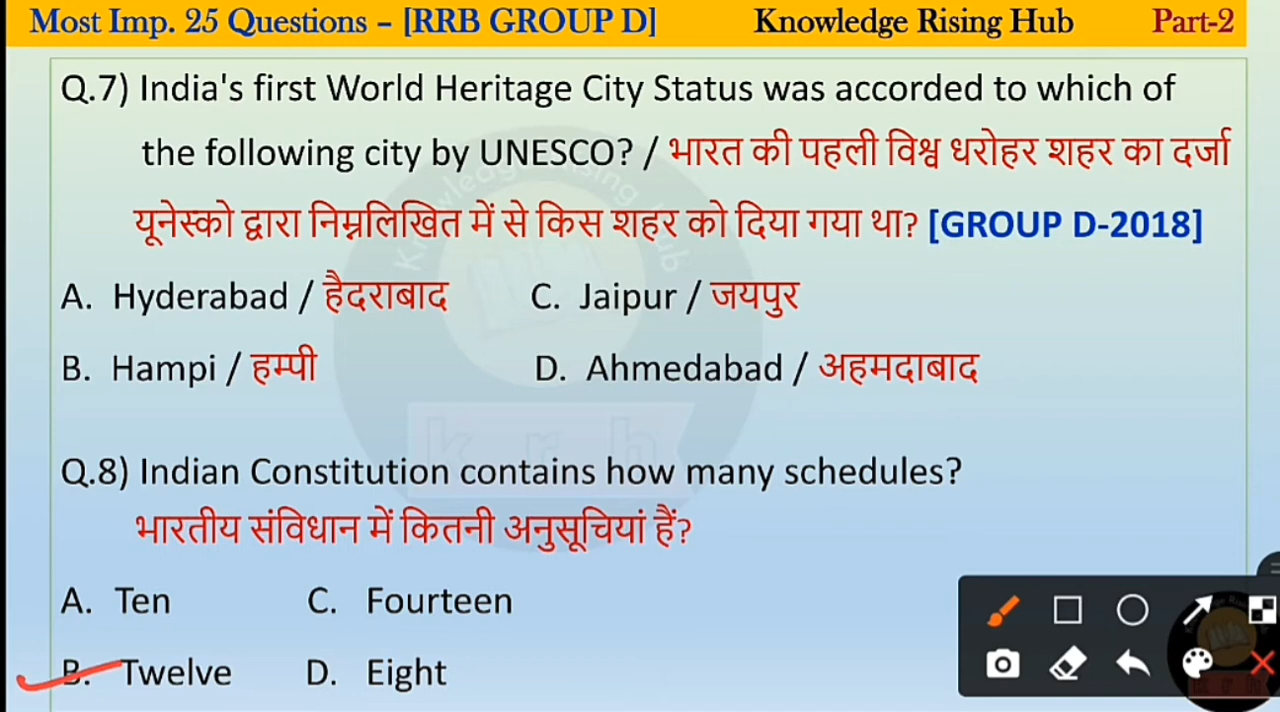 Most Imp. 25 Questions – [RRB GROUP D] Knowledge Rising Hub Part-2
Q.7) India's first World Heritage City Status was accorded to which of
the following city by UNESCO? / भारत की पहली विश्व धरोहर शहर का दर्जा
यूनेस्को द्वारा निम्नलिखित में से किस शहर को दिया गया था? [GROUP D-2018]
A. Hyderabad / हैदराबाद C. Jaipur / जयपुर
B. Hampi / हम्पी D. Ahmedabad / अहमदाबाद
Knowledge Rising Hub
k r h
Q.8) Indian Constitution contains how many schedules?
भारतीय संविधान में कितनी अनुसूचियां हैं?
A. Ten C. Fourteen
B. Twelve D. Eight